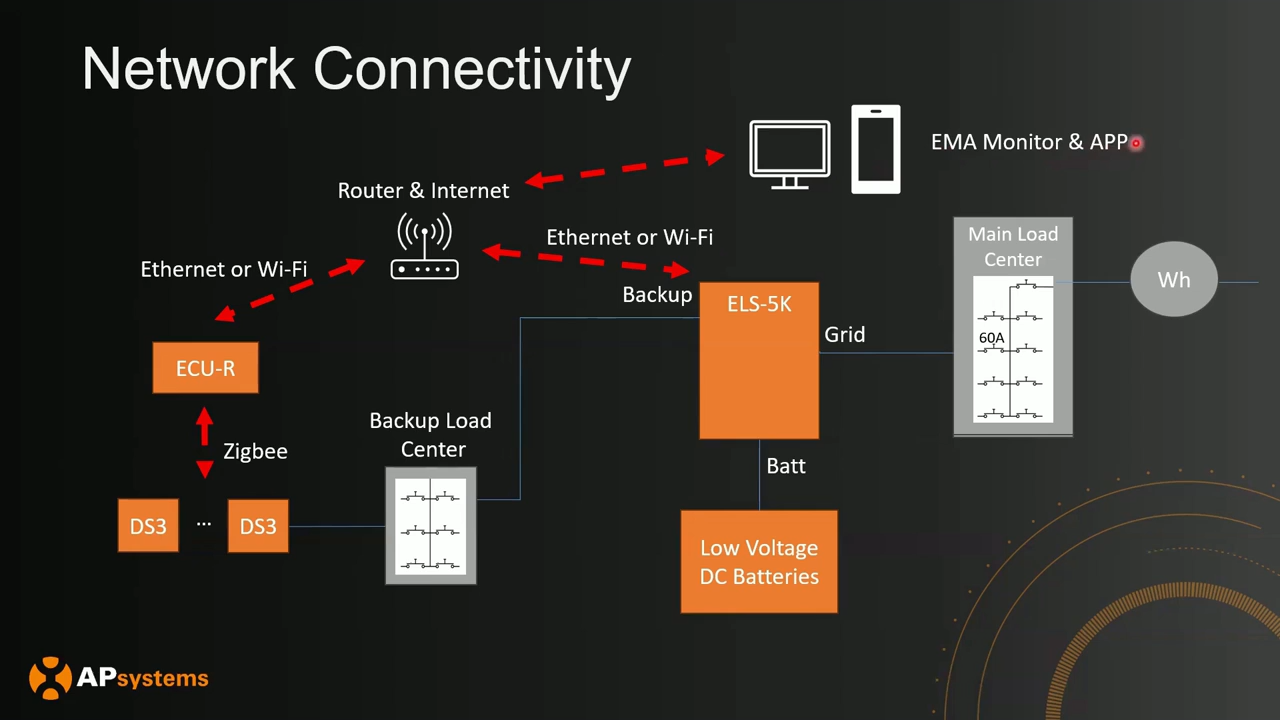 Network Connectivity
EMA Monitor & APP
Router & Internet
Ethernet or Wi-Fi
Ethernet or Wi-Fi
Main Load
Center
Wh
Backup
ELS-5K
Grid
60A
ECU-R
Zigbee
Backup Load
Center
Batt
DS3
...
DS3
Low Voltage
DC Batteries
APsystems